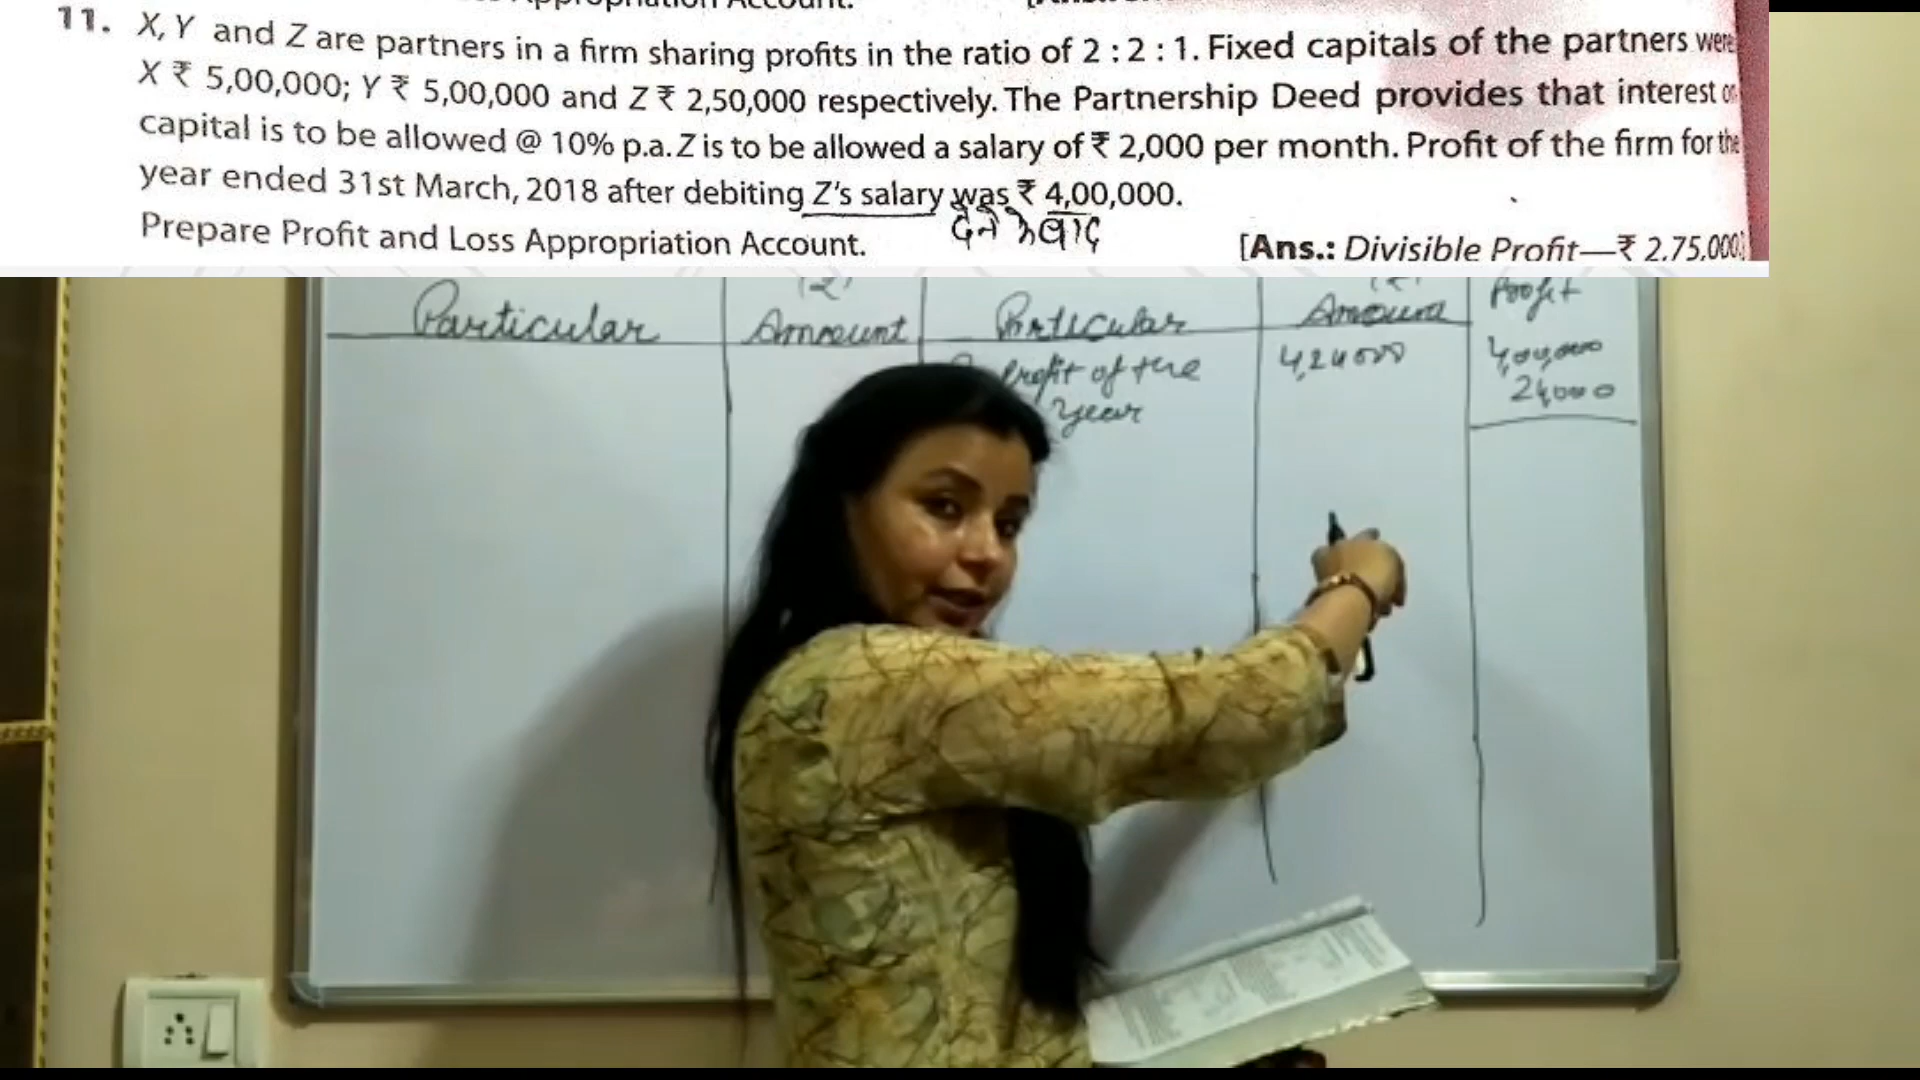 11. X, Y and Z are partners in a firm sharing profits in the ratio of 2 : 2 : 1. Fixed capitals of the partners were
X ₹ 5,00,000; Y ₹ 5,00,000 and Z ₹ 2,50,000 respectively. The Partnership Deed provides that interest on
capital is to be allowed @ 10% p.a. Z is to be allowed a salary of ₹ 2,000 per month. Profit of the firm for the
year ended 31st March, 2018 after debiting Z's salary was ₹ 4,00,000.
देने के बाद
Prepare Profit and Loss Appropriation Account.
[Ans.: Divisible Profit—₹ 2,75,000]
(₹)
Profit
Particular Amount Particular Amount
Profit of the 4,24000 4,00,000
Year 24,000